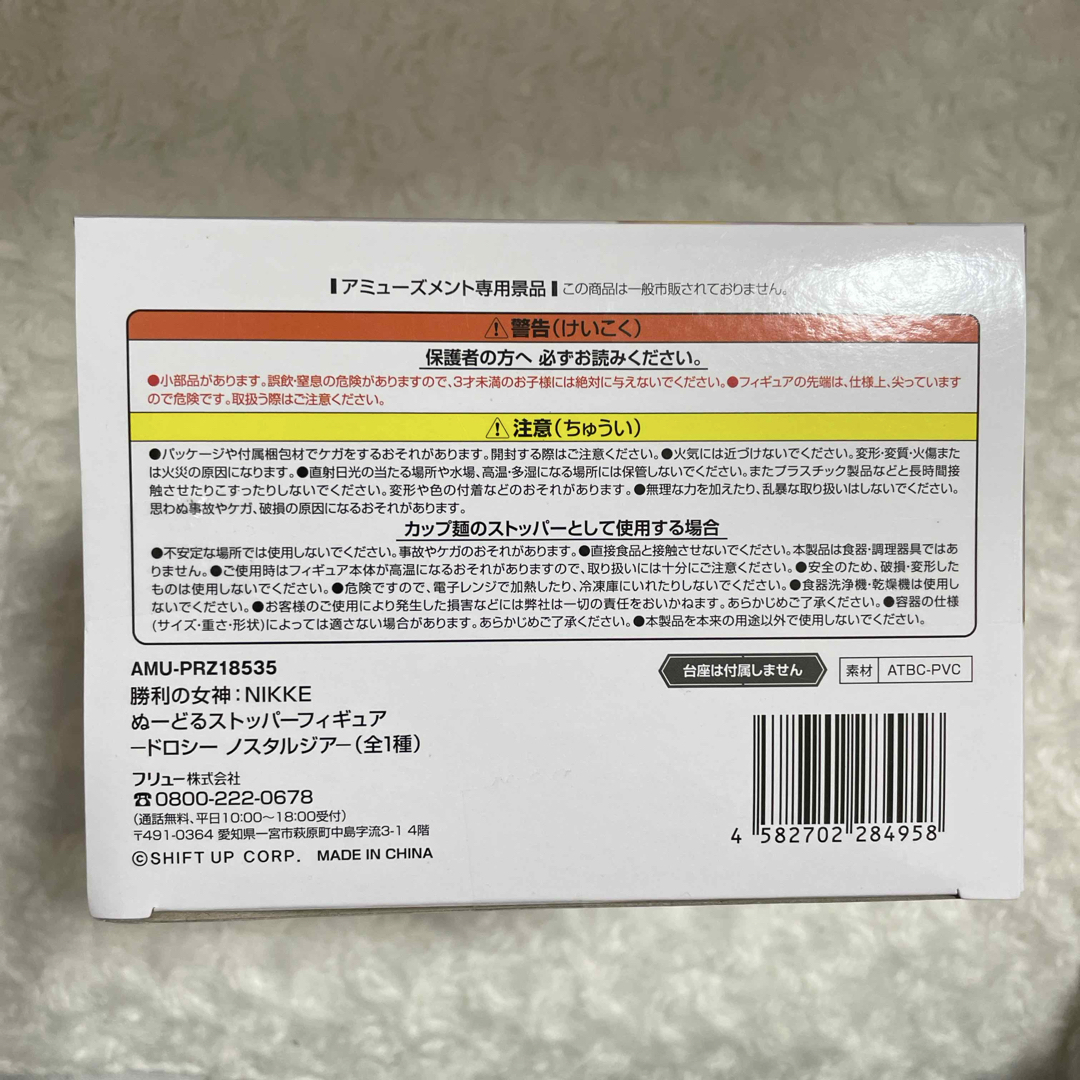 アミューズメント専用景品 この商品は一般市販されておりません。
⚠警告(けいこく)
保護者の方へ 必ずお読みください。
●小部品があります。誤飲・窒息の危険がありますので、3才未満のお子様には絶対に与えないでください。●フィギュアの先端は、仕様上、尖っています
ので危険です。取扱う際はご注意ください。
⚠注意(ちゅうい)
●パッケージや付属梱包材でケガをするおそれがあります。開封する際はご注意ください。●火気には近づけないでください。変形・変質・火傷また
は火災の原因になります。●直射日光の当たる場所や水場、高温・多湿になる場所には保管しないでください。またプラスチック製品などと長時間接
触させたりこすったりしないでください。変形や色の付着などのおそれがあります。●無理な力を加えたり、乱暴な取り扱いはしないでください。
思わぬ事故やケガ、破損の原因になるおそれがあります。
カップ麺のストッパーとして使用する場合
●不安定な場所では使用しないでください。事故やケガのおそれがあります。●直接食品と接触させないでください。本製品は食器・調理器具ではあ
りません。●ご使用時はフィギュア本体が高温になるおそれがありますので、取り扱いには十分にご注意ください。●安全のため、破損・変形した
ものは使用しないでください。●危険ですので、電子レンジで加熱したり、冷凍庫にいれたりしないでください。●食器洗浄機・乾燥機は使用し
ないでください。●お客様のご使用により発生した損害などには弊社は一切の責任をおいかねます。あらかじめご了承ください。●容器の仕様
(サイズ・重さ・形状)によっては適さない場合があります。あらかじめご了承ください。●本製品を本来の用途以外で使用しないでください。
AMU-PRZ18535
台座は付属しません
素材 ATBC-PVC
勝利の女神：NIKKE
ぬーどるストッパーフィギュア
―ドロシー ノスタルジア―(全1種)
フリュー株式会社
☎0800-222-0678
(通話無料、平日10:00～18:00受付)
〒491-0364 愛知県一宮市萩原町中島字流3-1 4階
©SHIFT UP CORP. MADE IN CHINA
4 582702 284958